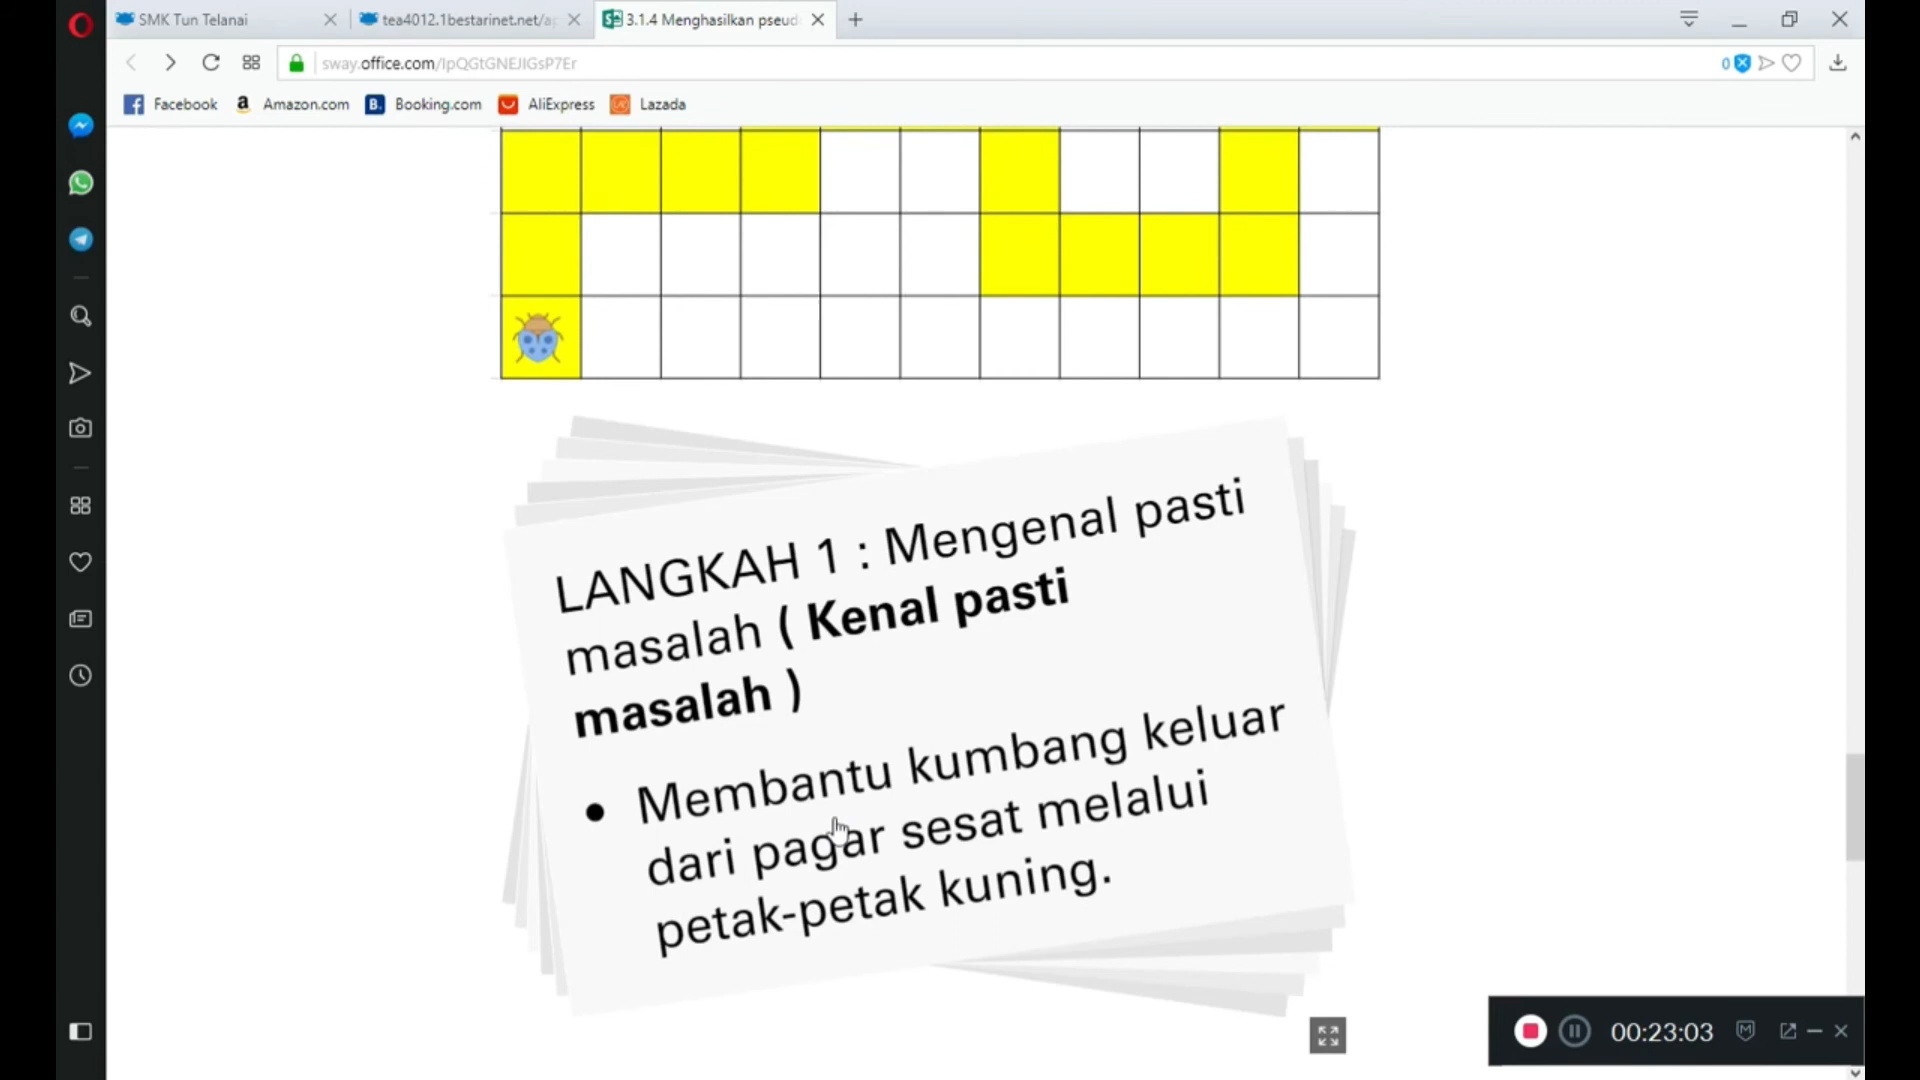 SMK Tun Telanai
tea4012.1bestarinet.net/ap
3.1.4 Menghasilkan pseud
sway.office.com/IpQGtGNEJIGsP7Er
0
Facebook
Amazon.com
Booking.com
AliExpress
Lazada
LANGKAH 1 : Mengenal pasti
masalah ( Kenal pasti
masalah )
• Membantu kumbang keluar
dari pagar sesat melalui
petak-petak kuning.
00:23:03